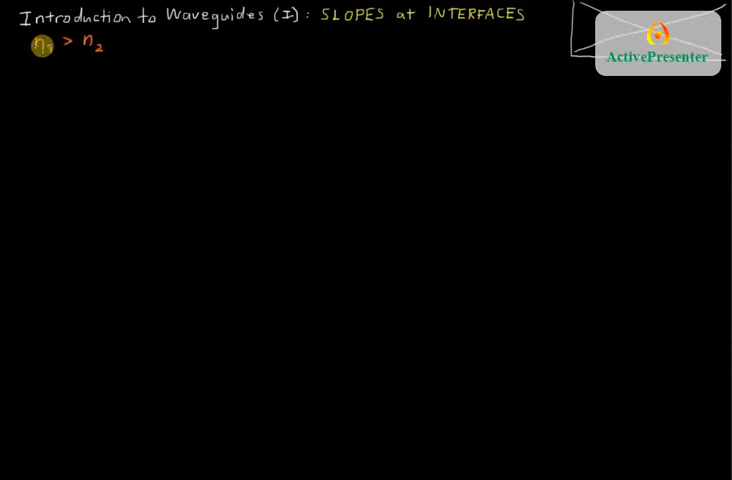 Introduction to Waveguides (I): SLOPES at INTERFACES
n₁ > n₂
ActivePresenter